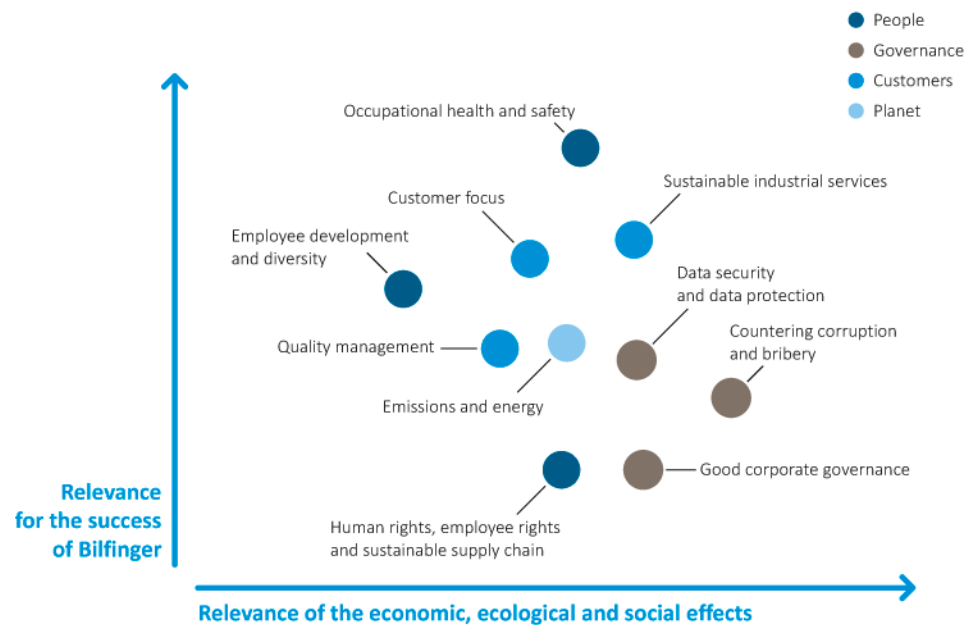 People
Governance
Customers
Planet
Occupational health and safety
Sustainable industrial services
Customer focus
Employee development
and diversity
Data security
and data protection
Countering corruption
and bribery
Quality management
Emissions and energy
Good corporate governance
Relevance
for the success
of Bilfinger
Human rights, employee rights
and sustainable supply chain
Relevance of the economic, ecological and social effects